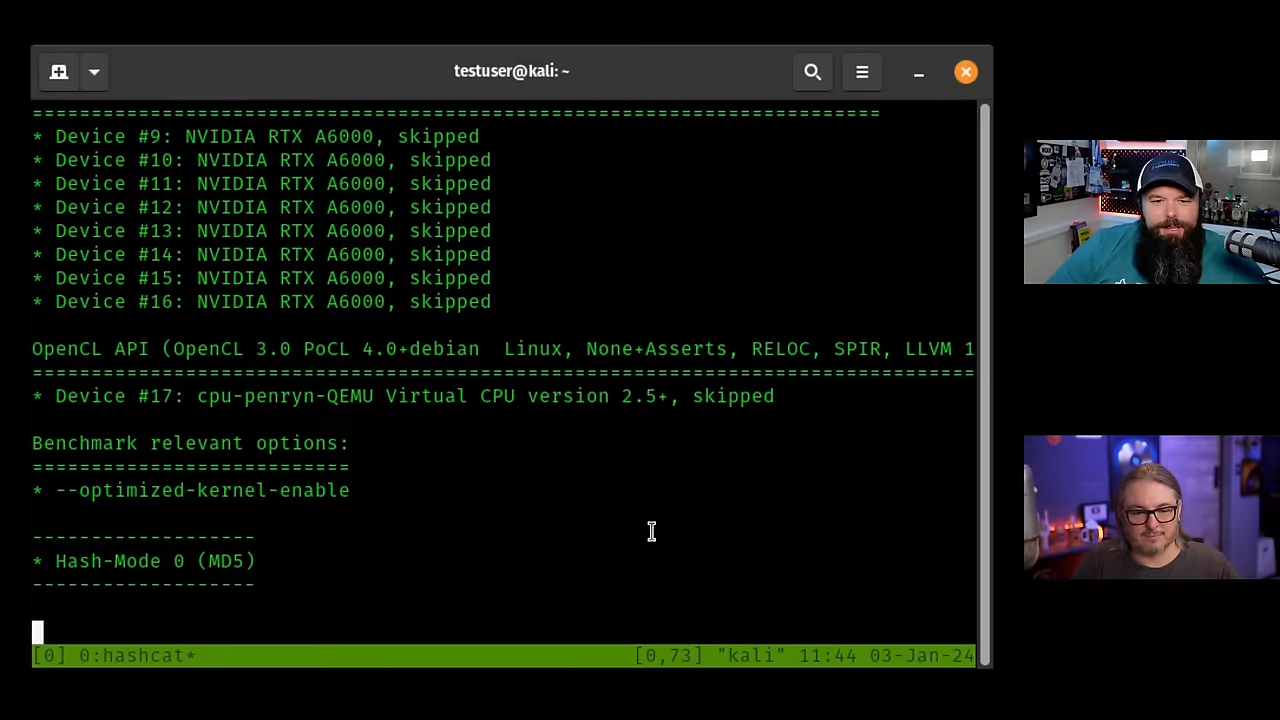 testuser@kali: ~
===========================================================================
* Device #9: NVIDIA RTX A6000, skipped
* Device #10: NVIDIA RTX A6000, skipped
* Device #11: NVIDIA RTX A6000, skipped
* Device #12: NVIDIA RTX A6000, skipped
* Device #13: NVIDIA RTX A6000, skipped
* Device #14: NVIDIA RTX A6000, skipped
* Device #15: NVIDIA RTX A6000, skipped
* Device #16: NVIDIA RTX A6000, skipped
OpenCL API (OpenCL 3.0 PoCL 4.0+debian  Linux, None+Asserts, RELOC, SPIR, LLVM 1
================================================================================
* Device #17: cpu-penryn-QEMU Virtual CPU version 2.5+, skipped
Benchmark relevant options:
===========================
* --optimized-kernel-enable
-------------------
* Hash-Mode 0 (MD5)
-------------------
[0] 0:hashcat* [0,73] "kali" 11:44 03-Jan-24